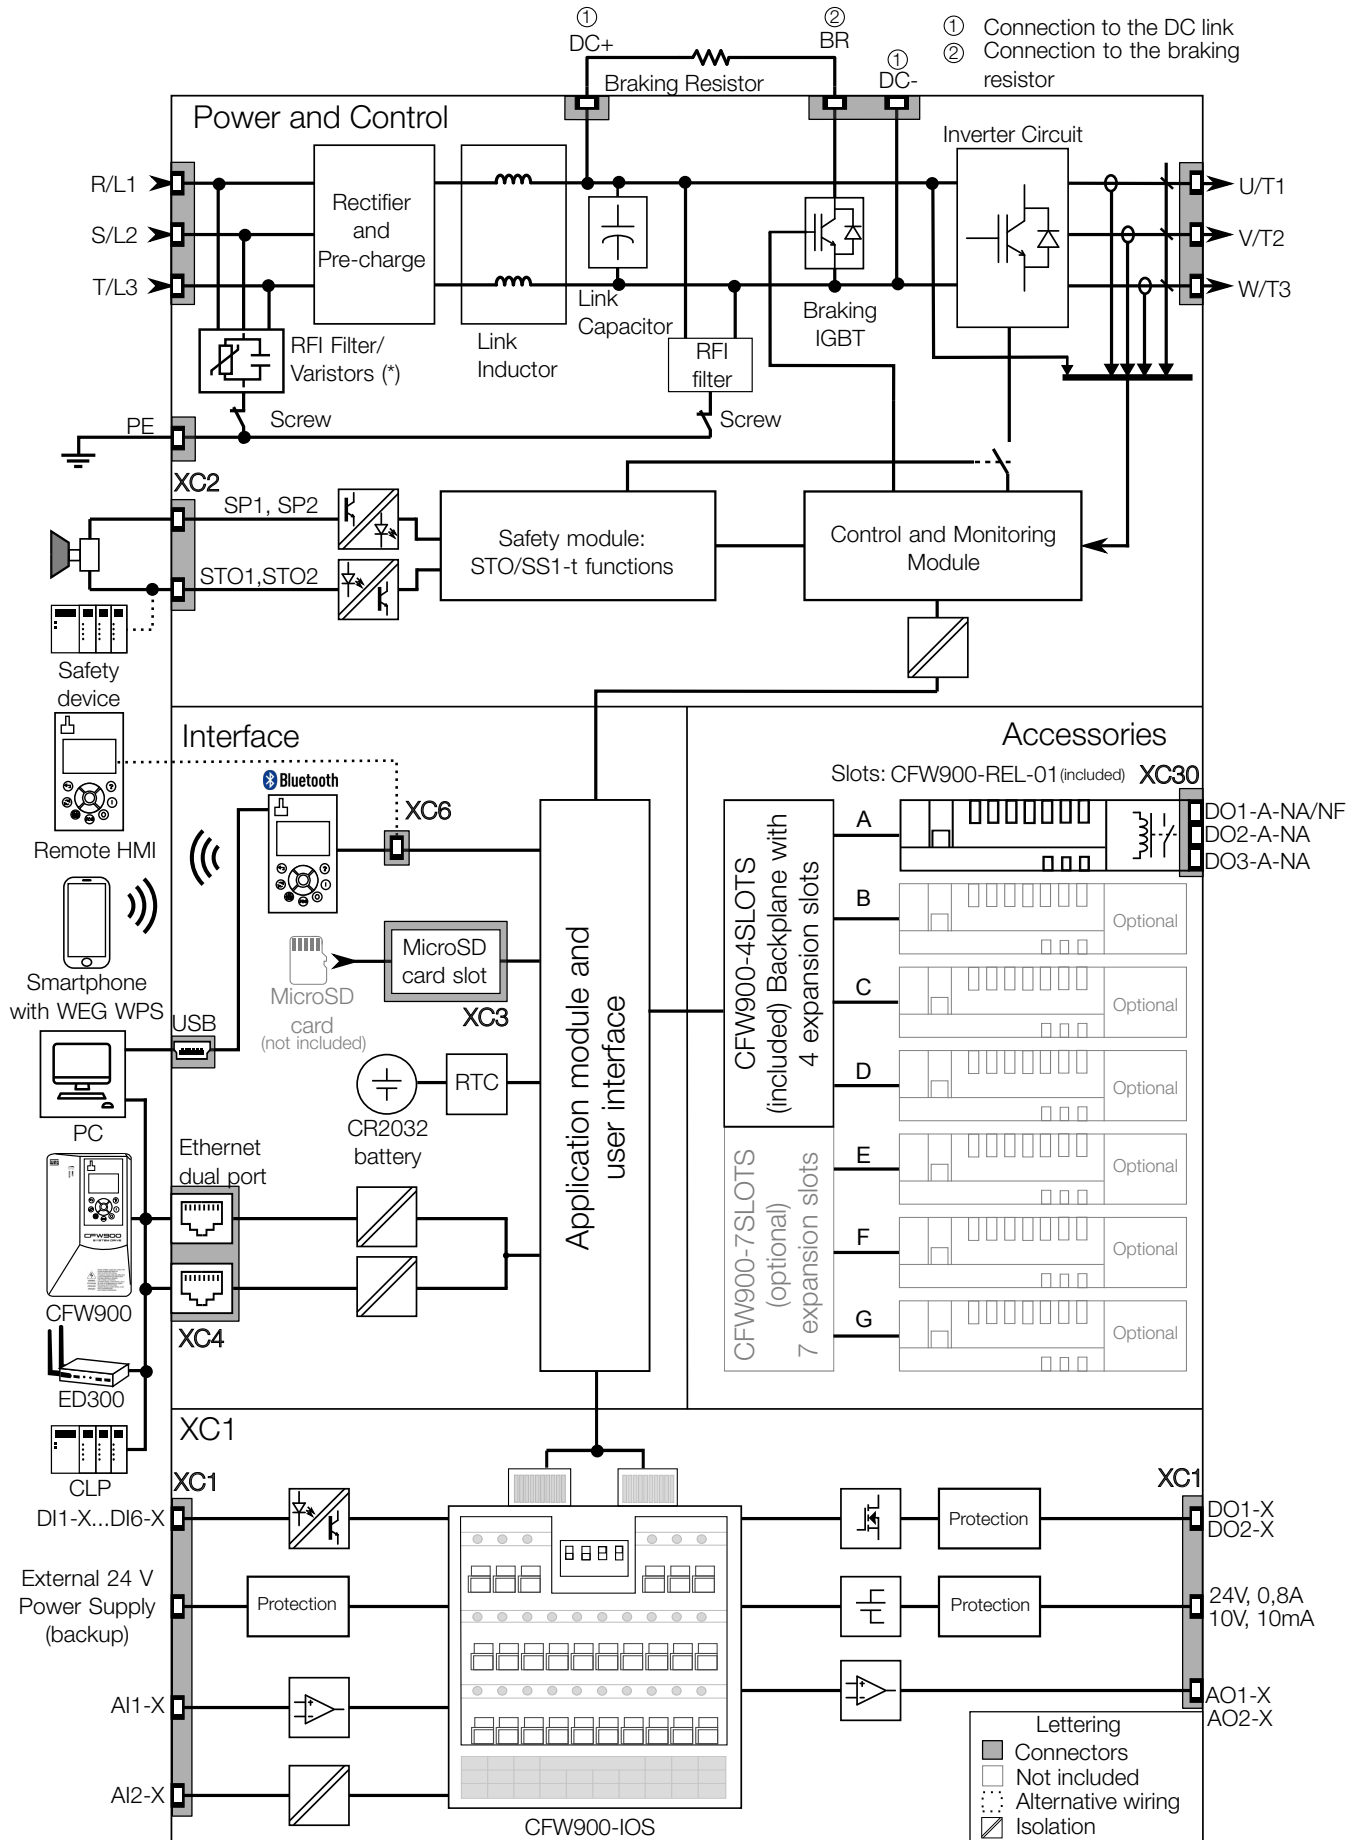 ①
DC+
②
BR
①
DC-
① Connection to the DC link
② Connection to the braking
resistor
Braking Resistor
Power and Control
Inverter Circuit
R/L1
S/L2
T/L3
Rectifier
and
Pre-charge
Link
Inductor
Link
Capacitor
RFI
filter
Braking
IGBT
U/T1
V/T2
W/T3
RFI Filter/
Varistors (*)
Screw
Screw
PE
XC2
SP1, SP2
STO1,STO2
Safety module:
STO/SS1-t functions
Control and Monitoring
Module
Safety
device
Interface
Accessories
Slots: CFW900-REL-01(included) XC30
Bluetooth
XC6
Remote HMI
Smartphone
with WEG WPS
MicroSD
card
(not included)
MicroSD
card slot
XC3
USB
PC
CR2032
battery
RTC
Ethernet
dual port
CFW900
CFW900
XC4
ED300
CLP
Application module and
user interface
CFW900-4SLOTS
(included) Backplane with
4 expansion slots
CFW900-7SLOTS
(optional)
7 expansion slots
A
DO1-A-NA/NF
DO2-A-NA
DO3-A-NA
B
Optional
C
Optional
D
Optional
E
Optional
F
Optional
G
Optional
XC1
XC1
XC1
DI1-X...DI6-X
External 24 V
Power Supply
(backup)
Protection
AI1-X
AI2-X
CFW900-IOS
Protection
DO1-X
DO2-X
Protection
24V, 0,8A
10V, 10mA
AO1-X
AO2-X
Lettering
Connectors
Not included
Alternative wiring
Isolation